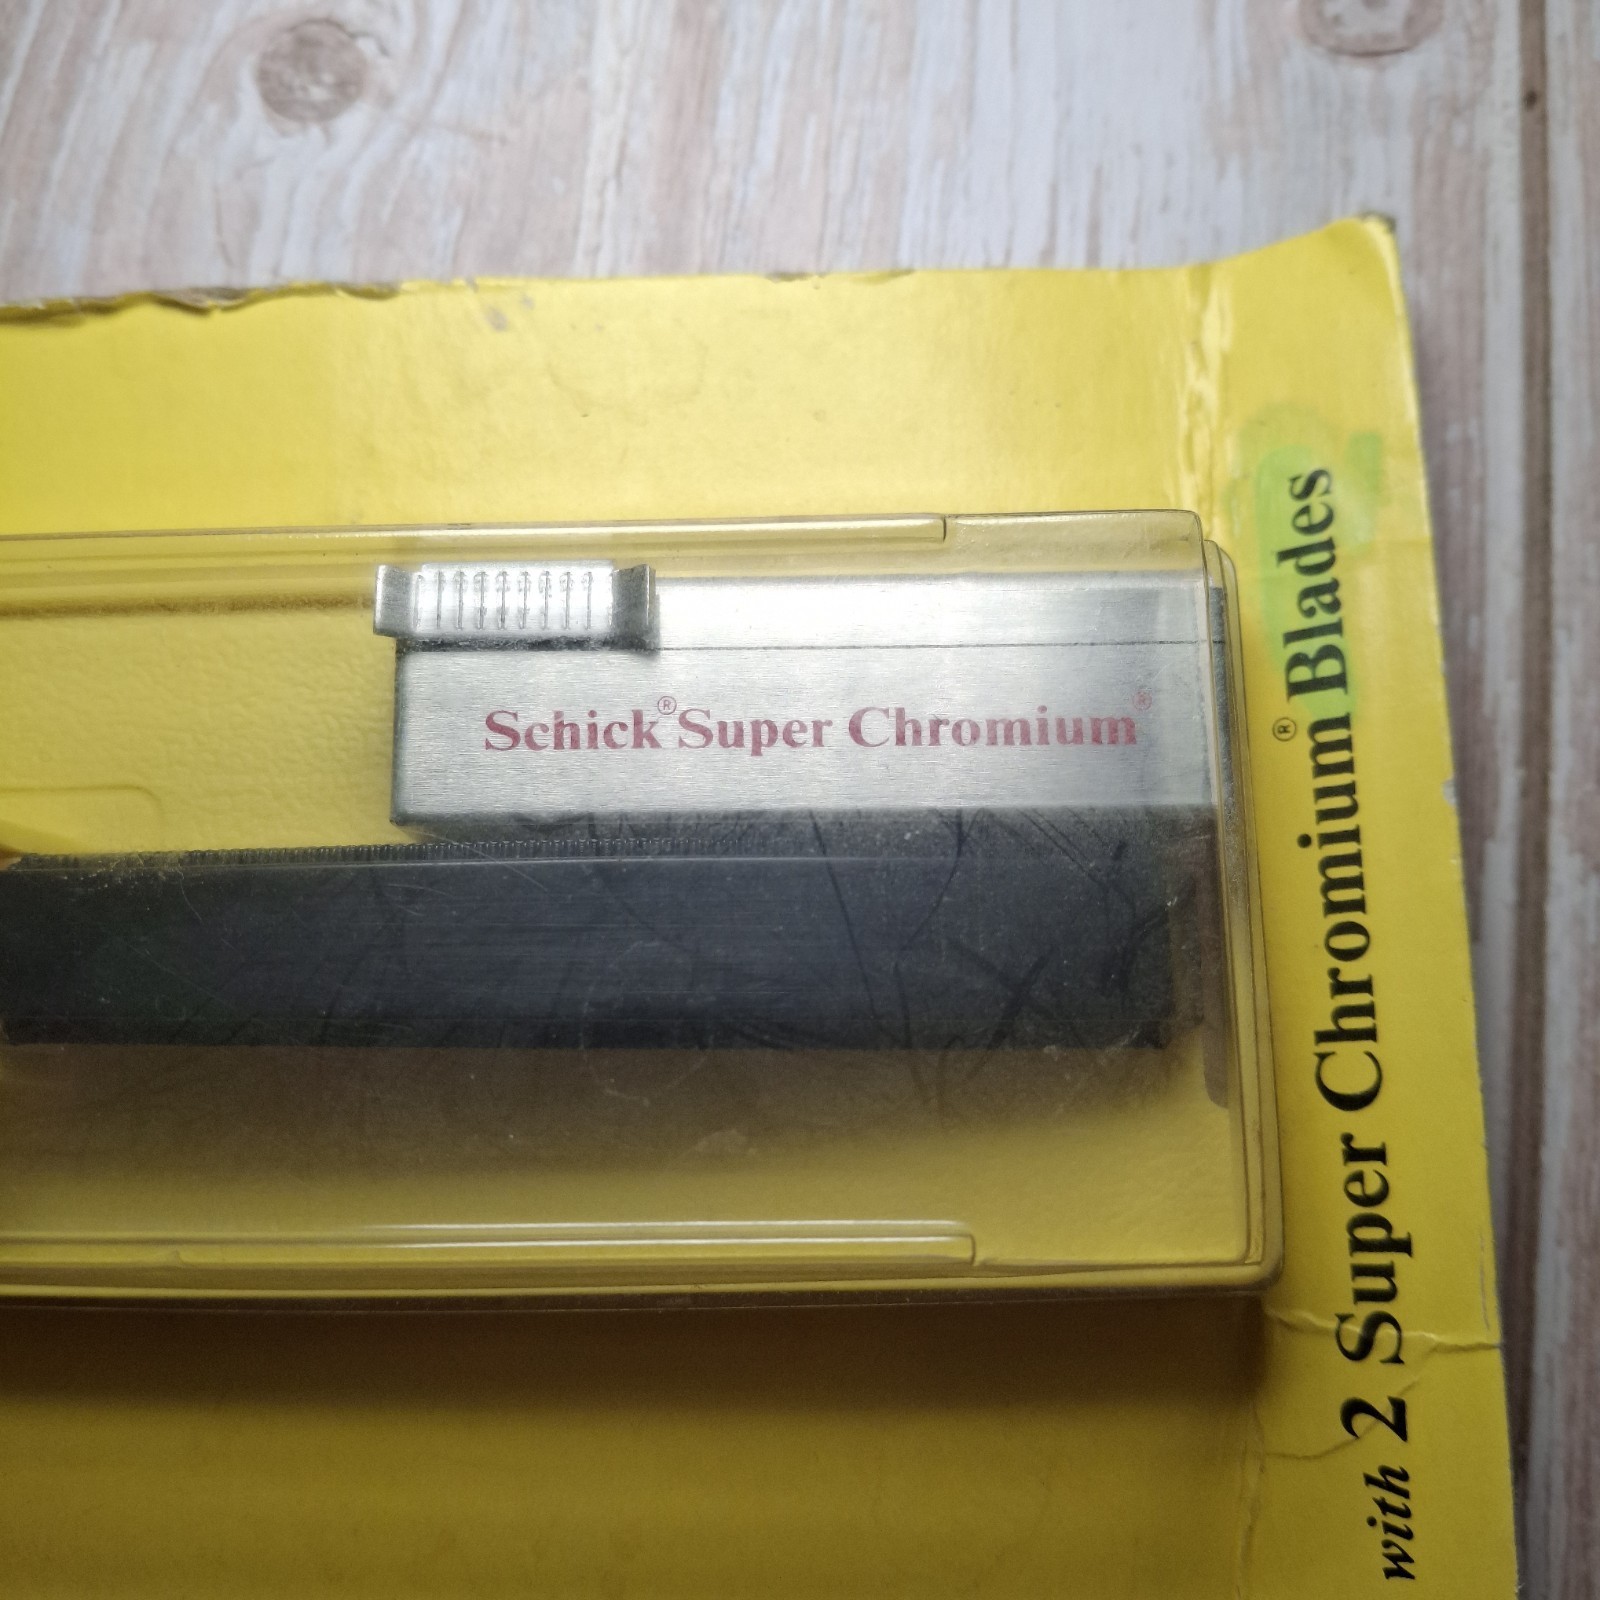 Schick® Super Chromium®
with 2 Super Chromium® Blades